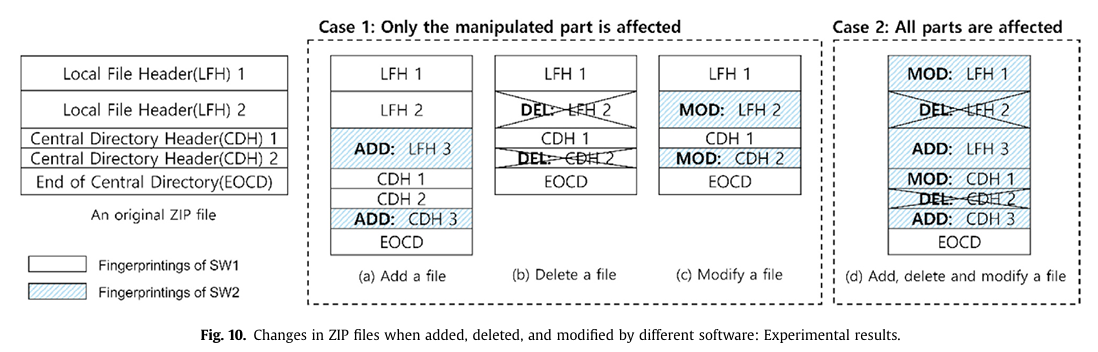 Case 1: Only the manipulated part is affected
Case 2: All parts are affected
Local File Header(LFH) 1
Local File Header(LFH) 2
Central Directory Header(CDH) 1
Central Directory Header(CDH) 2
End of Central Directory(EOCD)
An original ZIP file
Fingerprintings of SW1
Fingerprintings of SW2
LFH 1
LFH 2
ADD: LFH 3
CDH 1
CDH 2
ADD: CDH 3
EOCD
(a) Add a file
LFH 1
DEL: LFH 2
CDH 1
DEL: CDH 2
EOCD
(b) Delete a file
LFH 1
MOD: LFH 2
CDH 1
MOD: CDH 2
EOCD
(c) Modify a file
MOD: LFH 1
DEL: LFH 2
ADD: LFH 3
MOD: CDH 1
DEL: CDH 2
ADD: CDH 3
EOCD
(d) Add, delete and modify a file
Fig. 10. Changes in ZIP files when added, deleted, and modified by different software: Experimental results.